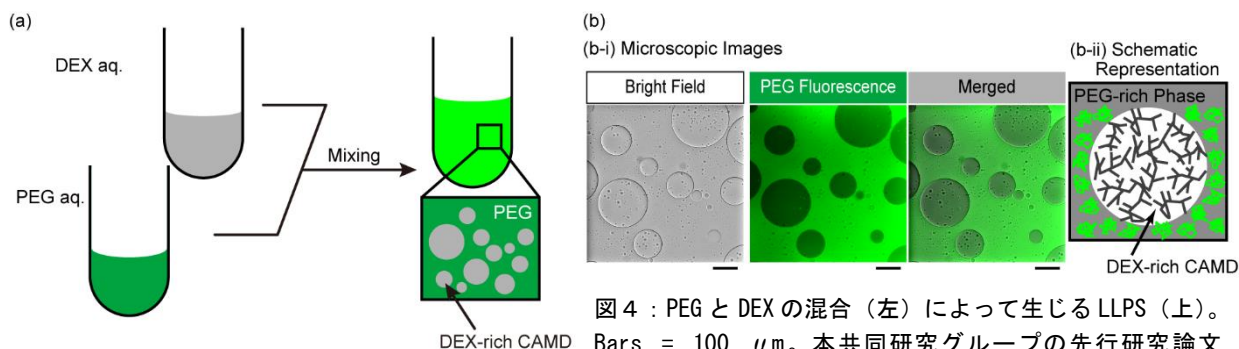 (a)
DEX aq.
PEG aq.
Mixing
PEG
DEX-rich CAMD
(b)
(b-i) Microscopic Images
Bright Field
PEG Fluorescence
Merged
(b-ii) Schematic
Representation
PEG-rich Phase
DEX-rich CAMD
図４：PEG と DEX の混合（左）によって生じる LLPS（上）。
Bars = 100 μm。本共同研究グループの先行研究論文